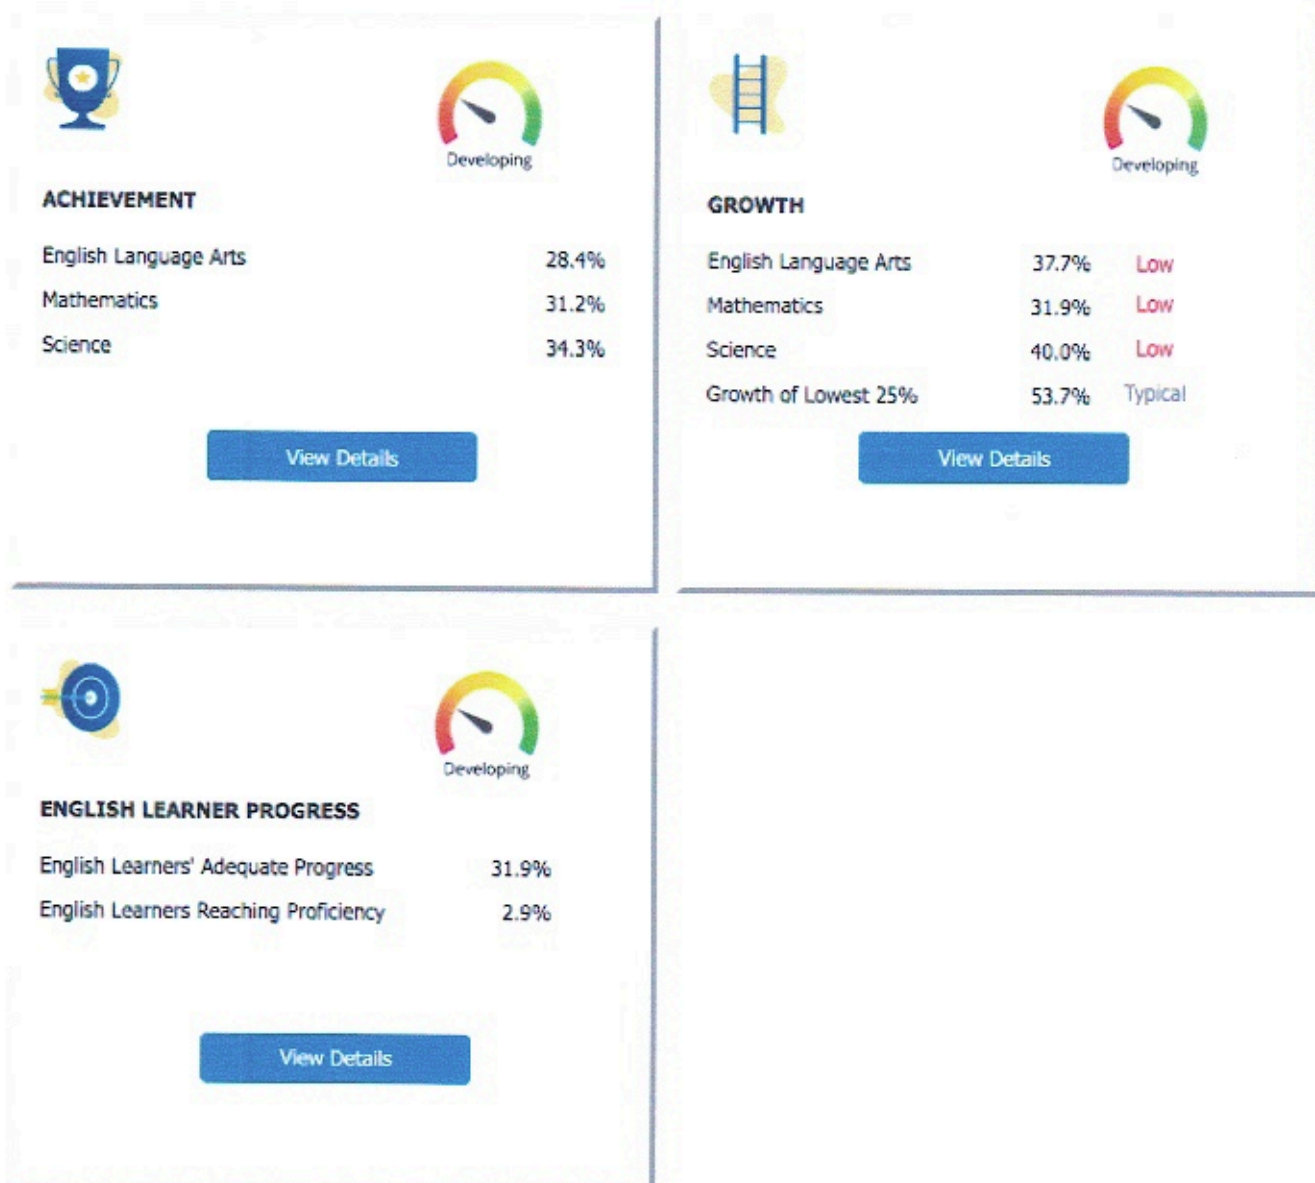 Developing
ACHIEVEMENT
English Language Arts 28.4%
Mathematics 31.2%
Science 34.3%
View Details
Developing
GROWTH
English Language Arts 37.7% Low
Mathematics 31.9% Low
Science 40.0% Low
Growth of Lowest 25% 53.7% Typical
View Details
Developing
ENGLISH LEARNER PROGRESS
English Learners' Adequate Progress 31.9%
English Learners Reaching Proficiency 2.9%
View Details